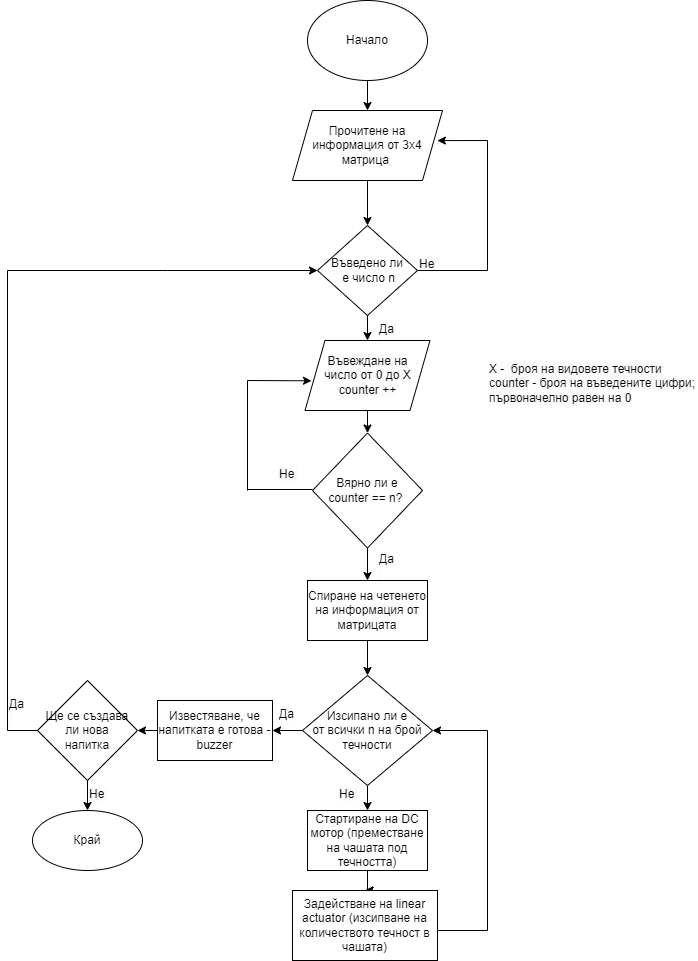 Начало
Прочитене на
информация от 3x4
матрица
Въведено ли
е число n
Не
Да
Въвеждане на
число от 0 до X
counter ++
X - броя на видовете течности
counter - броя на въведените цифри;
първоначелно равен на 0
Не
Вярно ли е
counter == n?
Да
Спиране на четенето
на информация от
матрицата
Да
Ще се създава
ли нова
напитка
Известяване, че
напитката е готова -
buzzer
Да
Изсипано ли е
от всички n на брой
течности
Не
Не
Край
Стартиране на DC
мотор (преместване
на чашата под
течността)
Задействане на linear
actuator (изсипване на
количеството течност в
чашата)